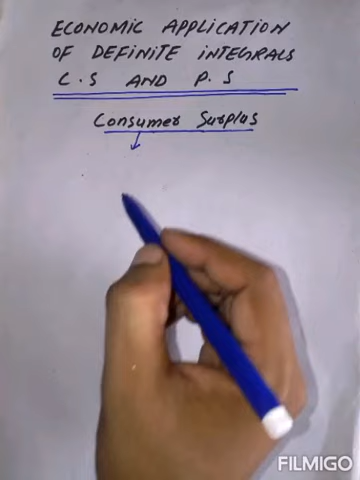 ECONOMIC APPLICATION
OF DEFINITE INTEGRALS
C.S AND P.S
Consumer Surplus
FILMIGO